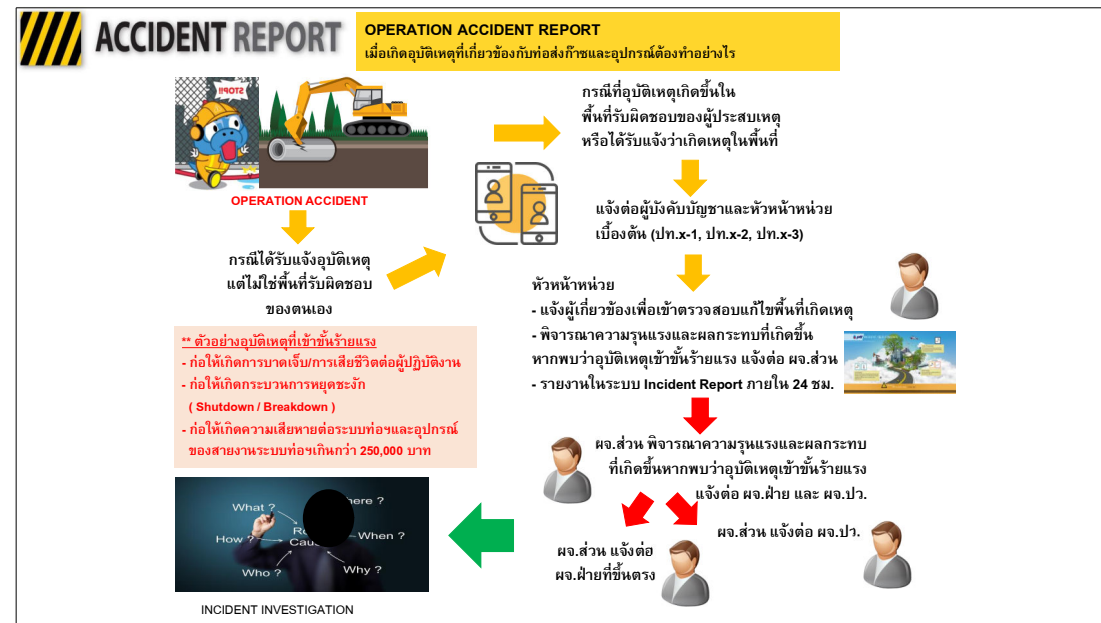 ACCIDENT REPORT
OPERATION ACCIDENT REPORT
เมื่อเกิดอุบัติเหตุที่เกี่ยวข้องกับท่อส่งก๊าซและอุปกรณ์ต้องทำอย่างไร
STOP!!
OPERATION ACCIDENT
กรณีได้รับแจ้งอุบัติเหตุ
แต่ไม่ใช่พื้นที่รับผิดชอบ
ของตนเอง
กรณีที่อุบัติเหตุเกิดขึ้นใน
พื้นที่รับผิดชอบของผู้ประสบเหตุ
หรือได้รับแจ้งว่าเกิดเหตุในพื้นที่
แจ้งต่อผู้บังคับบัญชาและหัวหน้าหน่วย
เบื้องต้น (ปท.x-1, ปท.x-2, ปท.x-3)
หัวหน้าหน่วย
- แจ้งผู้เกี่ยวข้องเพื่อเข้าตรวจสอบแก้ไขพื้นที่เกิดเหตุ
- พิจารณาความรุนแรงและผลกระทบที่เกิดขึ้น
หากพบว่าอุบัติเหตุเข้าขั้นร้ายแรง แจ้งต่อ ผจ.ส่วน
- รายงานในระบบ Incident Report ภายใน 24 ชม.
** ตัวอย่างอุบัติเหตุที่เข้าขั้นร้ายแรง
- ก่อให้เกิดการบาดเจ็บ/การเสียชีวิตต่อผู้ปฏิบัติงาน
- ก่อให้เกิดกระบวนการหยุดชะงัก
( Shutdown / Breakdown )
- ก่อให้เกิดความเสียหายต่อระบบท่อฯและอุปกรณ์
ของสายงานระบบท่อฯเกินกว่า 250,000 บาท
ผจ.ส่วน พิจารณาความรุนแรงและผลกระทบ
ที่เกิดขึ้นหากพบว่าอุบัติเหตุเข้าขั้นร้ายแรง
แจ้งต่อ ผจ.ฝ่าย และ ผจ.ปว.
ผจ.ส่วน แจ้งต่อ ผจ.ปว.
ผจ.ส่วน แจ้งต่อ
ผจ.ฝ่ายที่ขึ้นตรง
What ?
here ?
How ?
When ?
Who ?
Why ?
INCIDENT INVESTIGATION